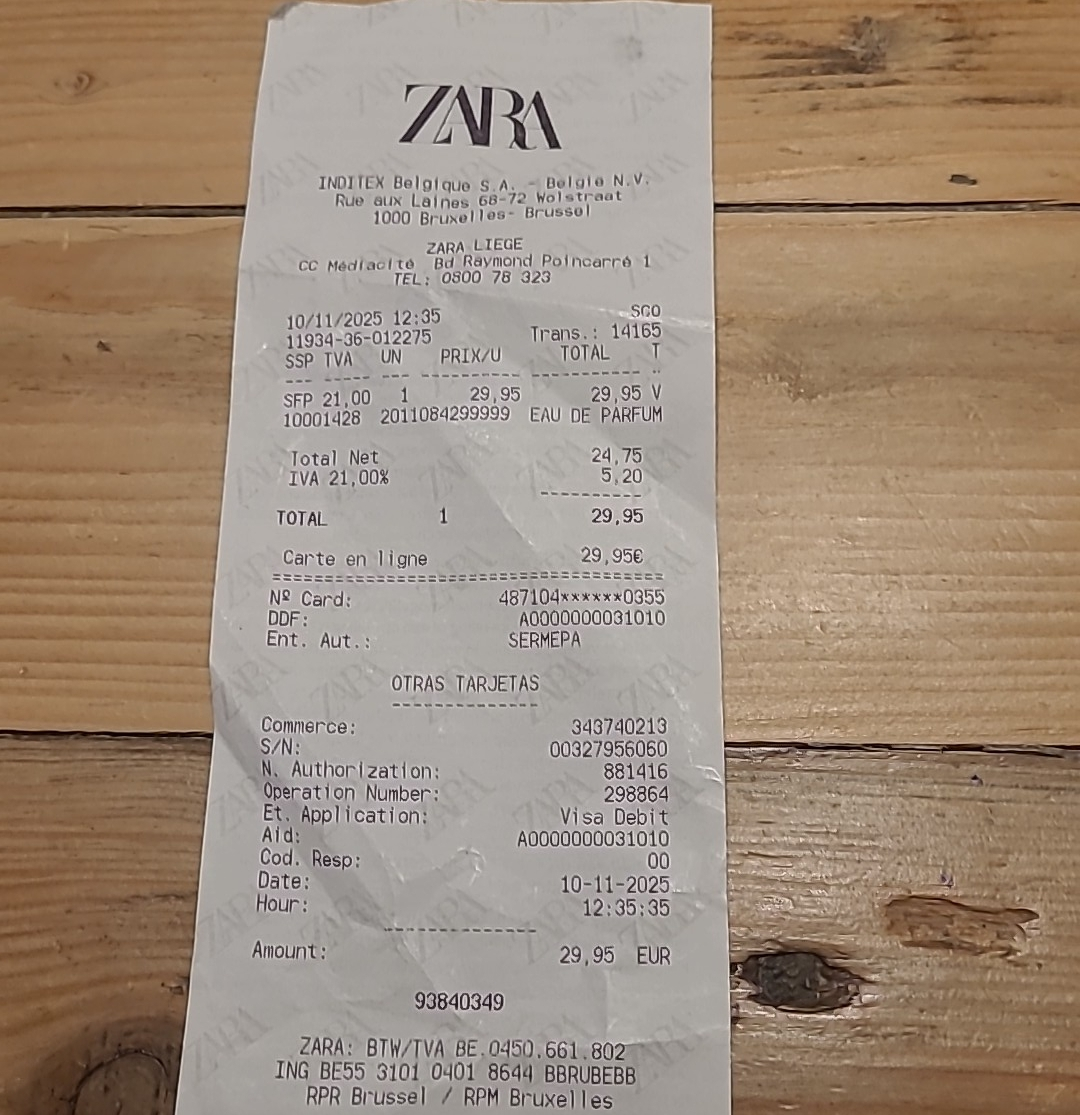 ZARA
INDITEX Belgique S.A. - Belgie N.V.
Rue aux Laines 68-72 Wolstraat
1000 Bruxelles- Brussel
ZARA LIEGE
CC Médiacité Bd Raymond Poincarré 1
TEL: 0800 78 323
10/11/2025 12:35 SCO
11934-36-012275 Trans.: 14165
SSP TVA UN PRIX/U TOTAL T
--- ----- --- ---------- ----------- --
SFP 21,00 1 29,95 29,95 V
10001428 2011084299999 EAU DE PARFUM
Total Net 24,75
IVA 21,00% 5,20
----------
TOTAL 1 29,95
Carte en ligne 29,95€
======================================
Nº Card: 487104******0355
DDF: A0000000031010
Ent. Aut.: SERMEPA
OTRAS TARJETAS
--------------
Commerce: 343740213
S/N: 00327956060
N. Authorization: 881416
Operation Number: 298864
Et. Application: Visa Debit
Aid: A0000000031010
Cod. Resp: 00
Date: 10-11-2025
Hour: 12:35:35
--------------
Amount: 29,95 EUR
93840349
ZARA: BTW/TVA BE.0450.661.802
ING BE55 3101 0401 8644 BBRUBEBB
RPR Brussel / RPM Bruxelles